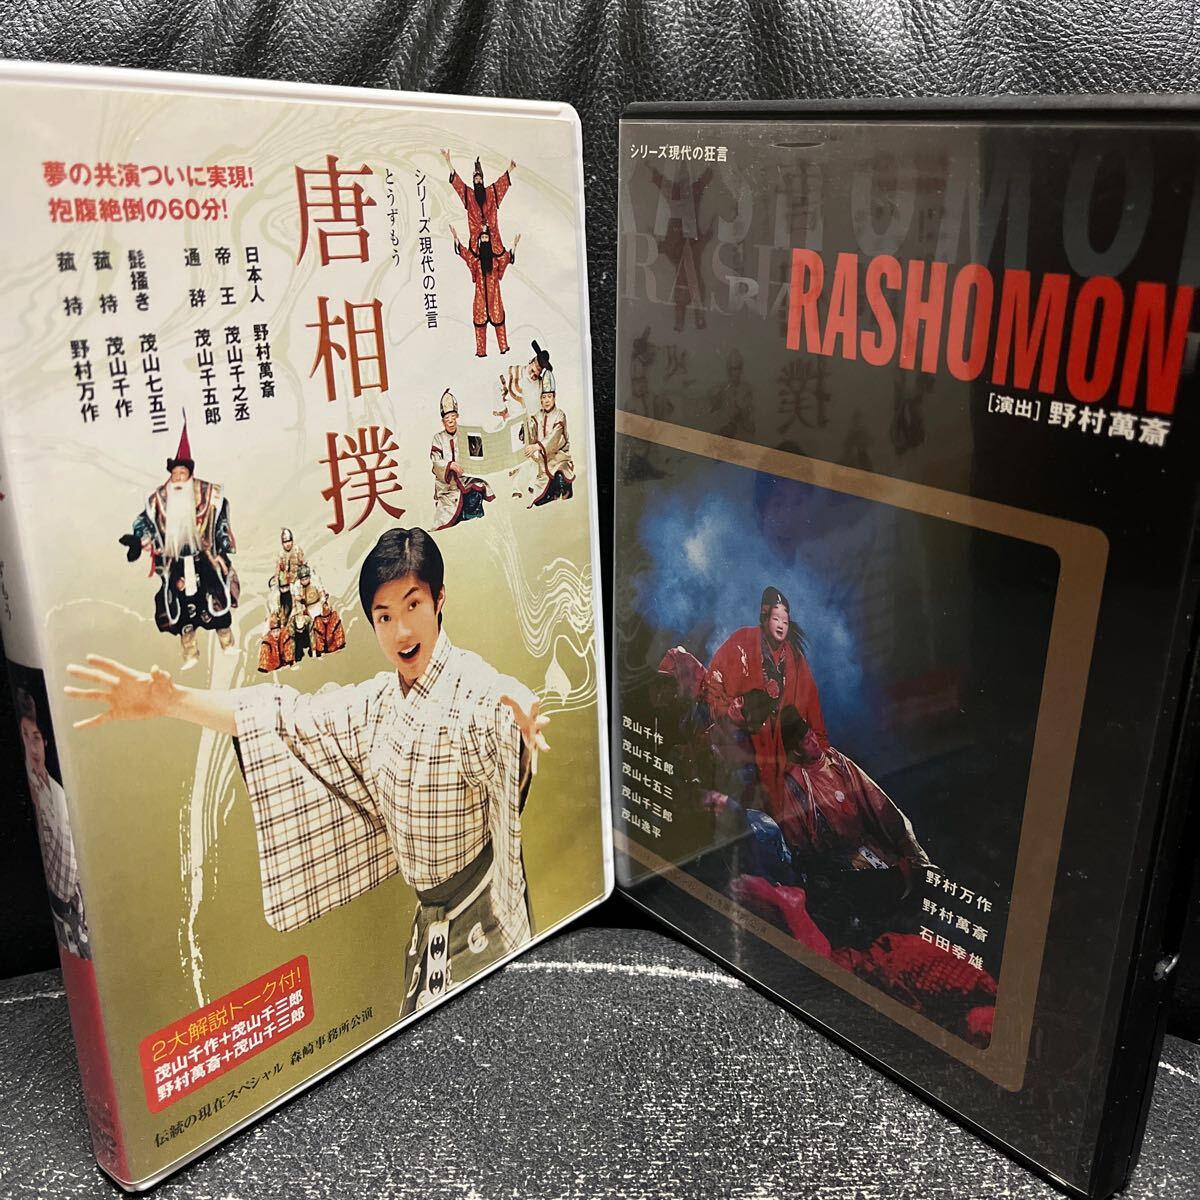 夢の共演ついに実現!
抱腹絶倒の60分!
唐相撲
とうずもう
シリーズ現代の狂言
日本人 野村萬斎
帝王 茂山千之丞
通辞 茂山千五郎
髭掻き 茂山七五三
菰持 茂山千作
菰持 野村万作
2大解説トーク付!
茂山千作+茂山千三郎
野村萬斎+茂山千三郎
伝統の現在スペシャル 森崎事務所公演
シリーズ現代の狂言
RASHOMON
[演出] 野村萬斎
茂山千作
茂山千五郎
茂山七五三
茂山千三郎
茂山逸平
野村万作
野村萬斎
石田幸雄